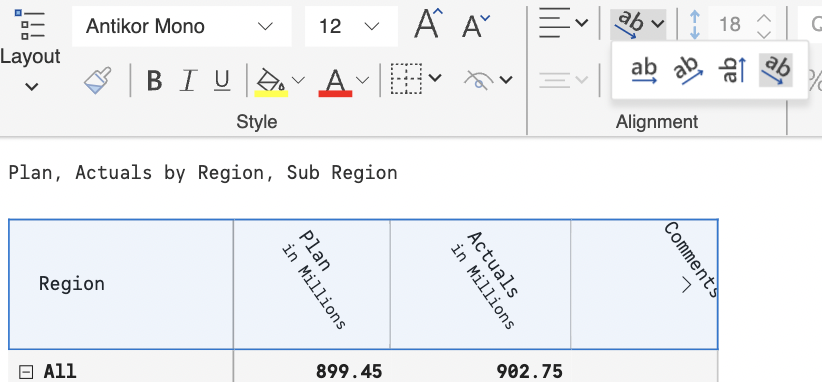 Antikor Mono
12
A
A
ab
18
Layout
B I U
A
ab ab ab ab
%
Style
Alignment
Plan, Actuals by Region, Sub Region
Region
Plan
in Millions
Actuals
in Millions
Comments
All
899.45
902.75